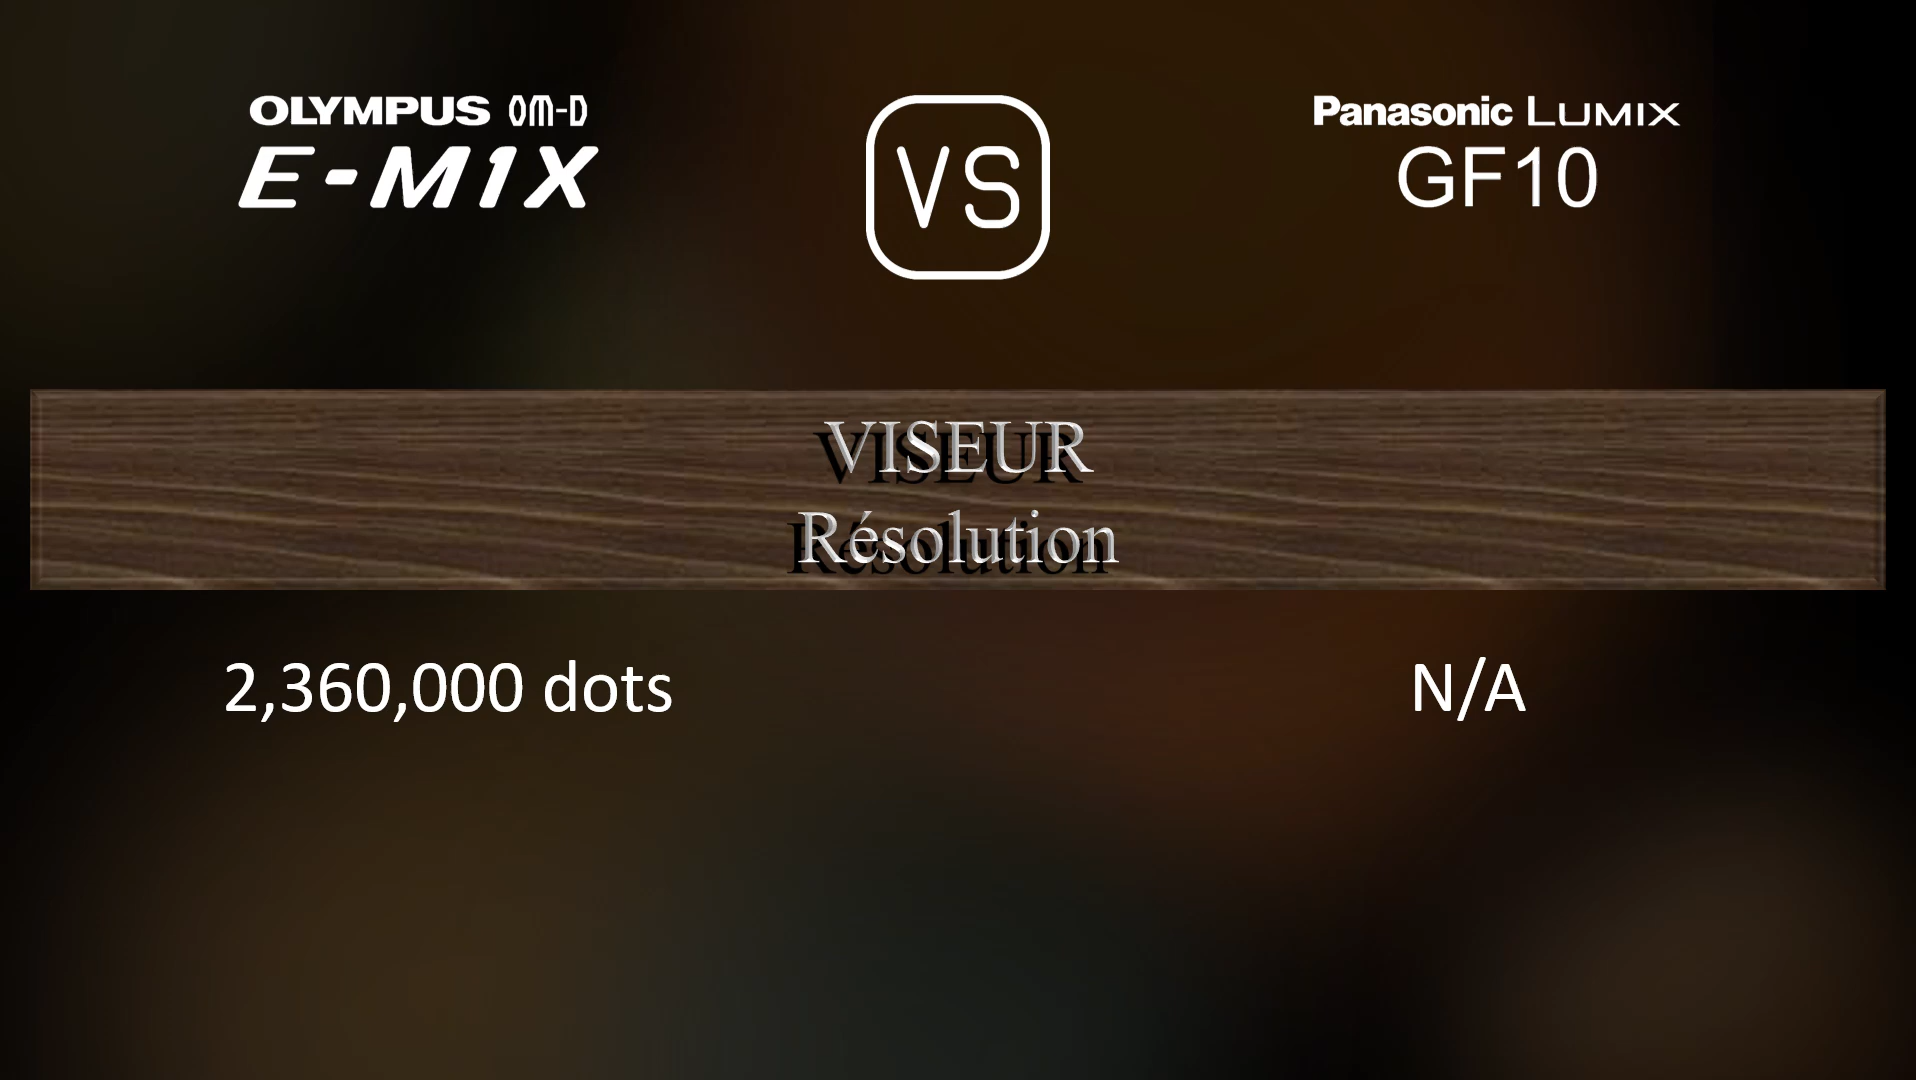 OLYMPUS OM-D
E-M1X
VS
Panasonic LUMIX
GF10
VISEUR
Résolution
2,360,000 dots
N/A